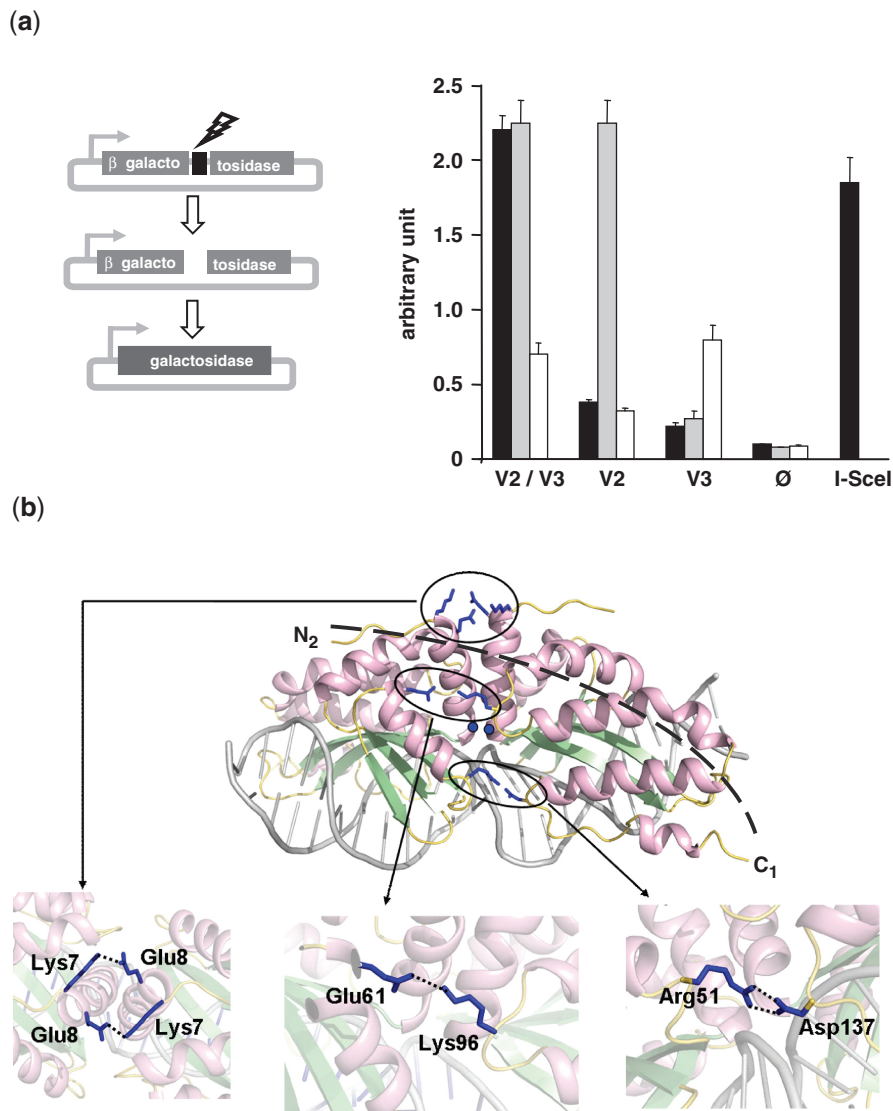 (a)
β galacto tosidase
β galacto tosidase
galactosidase
arbitrary unit
2.5
2.0
1.5
1.0
0.5
0
V2 / V3 V2 V3 Ø I-SceI
(b)
N2
C1
Lys7 Glu8
Glu8 Lys7
Glu61
Lys96
Arg51
Asp137